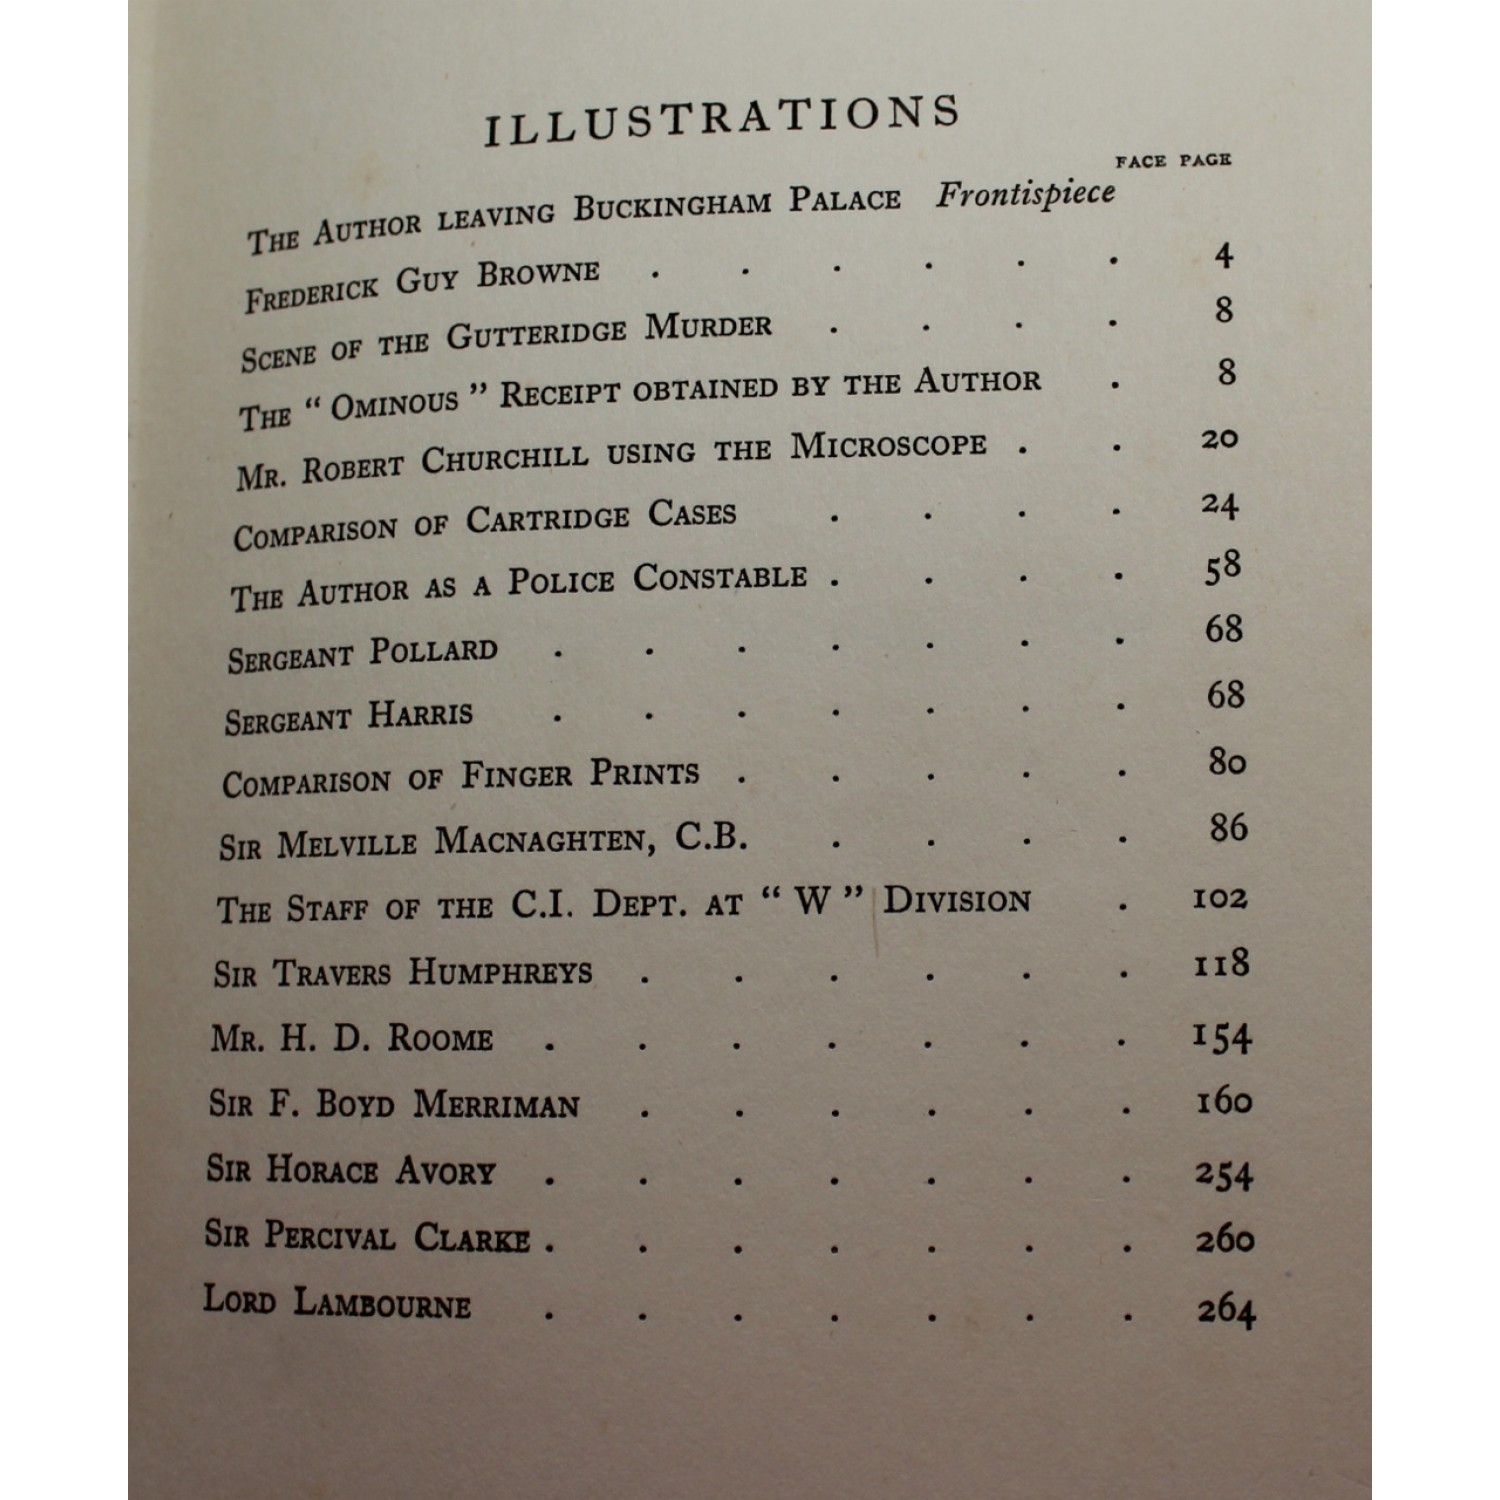 ILLUSTRATIONS
FACE PAGE
THE AUTHOR LEAVING BUCKINGHAM PALACE Frontispiece
FREDERICK GUY BROWNE . . . . . . 4
SCENE OF THE GUTTERIDGE MURDER . . . . 8
THE “ OMINOUS ” RECEIPT OBTAINED BY THE AUTHOR . 8
MR. ROBERT CHURCHILL USING THE MICROSCOPE . . 20
COMPARISON OF CARTRIDGE CASES . . . . 24
THE AUTHOR AS A POLICE CONSTABLE . . . . 58
SERGEANT POLLARD . . . . . . . 68
SERGEANT HARRIS . . . . . . . 68
COMPARISON OF FINGER PRINTS . . . . . 80
SIR MELVILLE MACNAGHTEN, C.B. . . . . 86
THE STAFF OF THE C.I. DEPT. AT “ W ” DIVISION . 102
SIR TRAVERS HUMPHREYS . . . . . . 118
MR. H. D. ROOME . . . . . . . 154
SIR F. BOYD MERRIMAN . . . . . . 160
SIR HORACE AVORY . . . . . . . 254
SIR PERCIVAL CLARKE . . . . . . . 260
LORD LAMBOURNE . . . . . . . 264